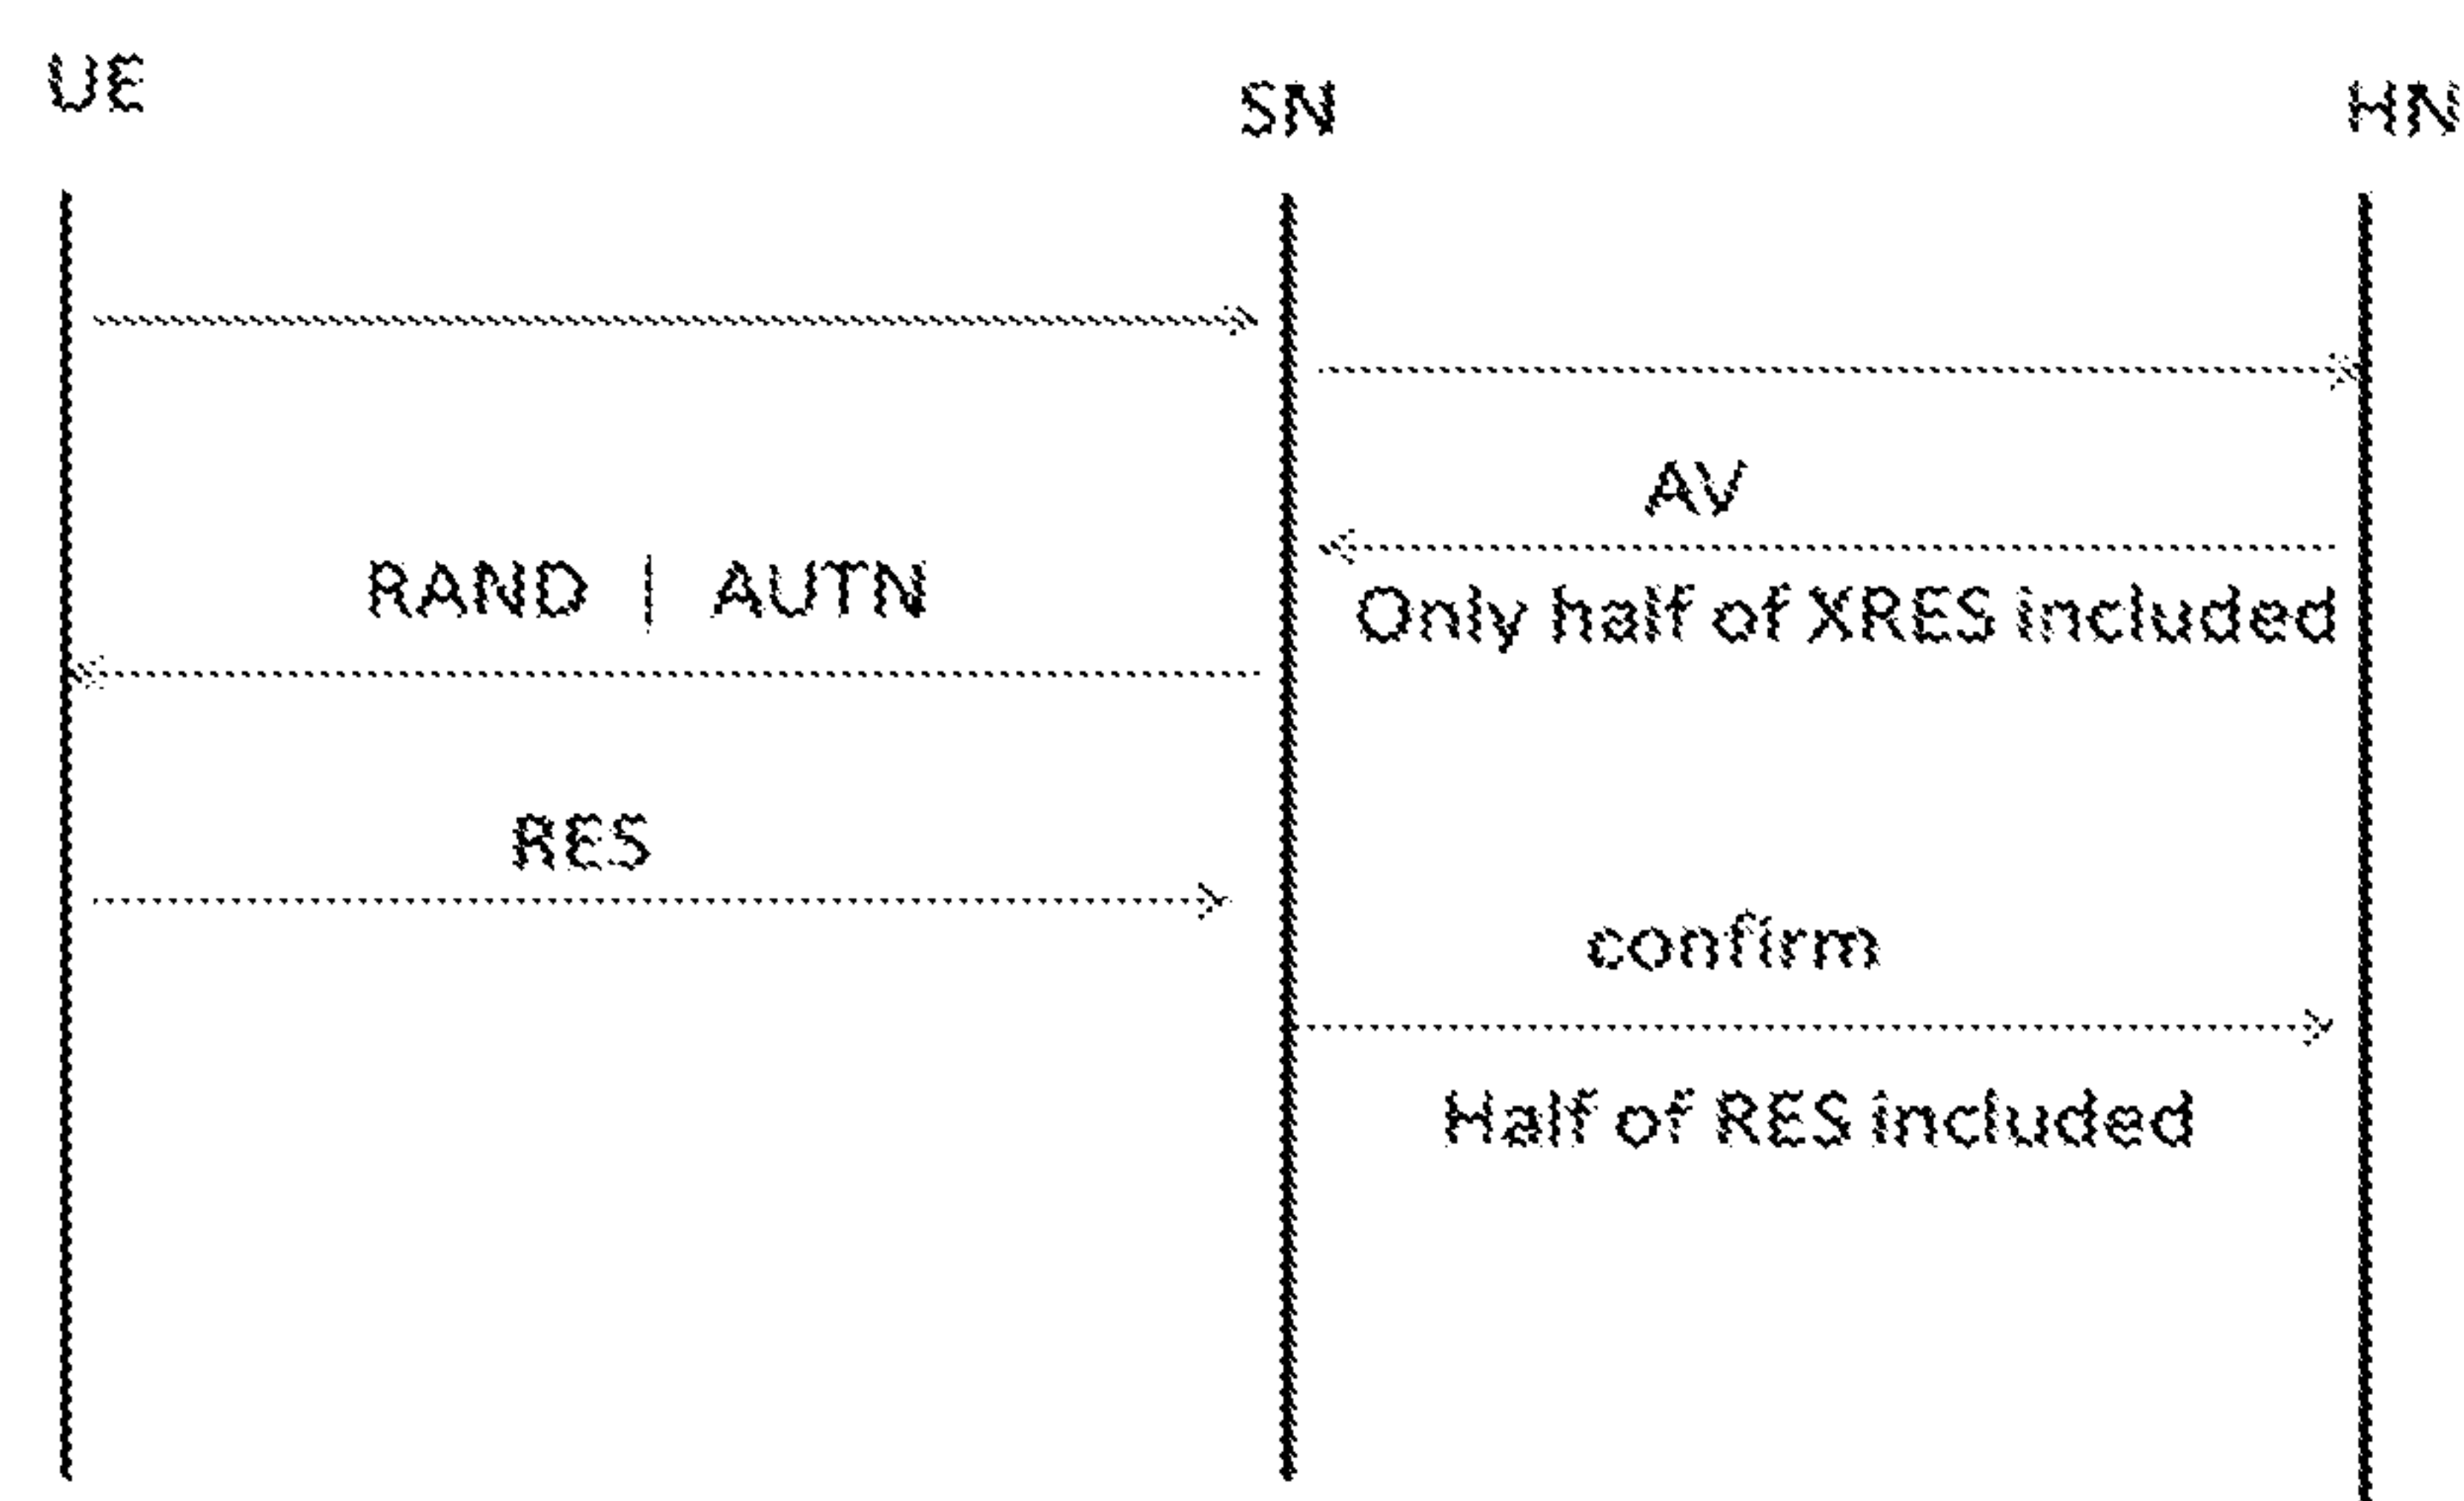 UE
SN
HN
AV
RAND | AUTN
Only half of XRES included
RES
confirm
Half of RES included